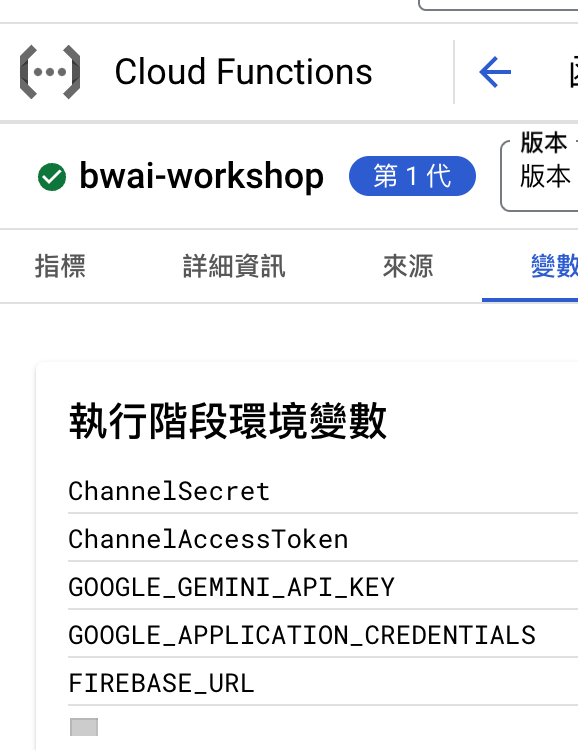 Cloud Functions
bwai-workshop
第 1 代
版本
版本
指標
詳細資訊
來源
變數
執行階段環境變數
ChannelSecret
ChannelAccessToken
GOOGLE_GEMINI_API_KEY
GOOGLE_APPLICATION_CREDENTIALS
FIREBASE_URL